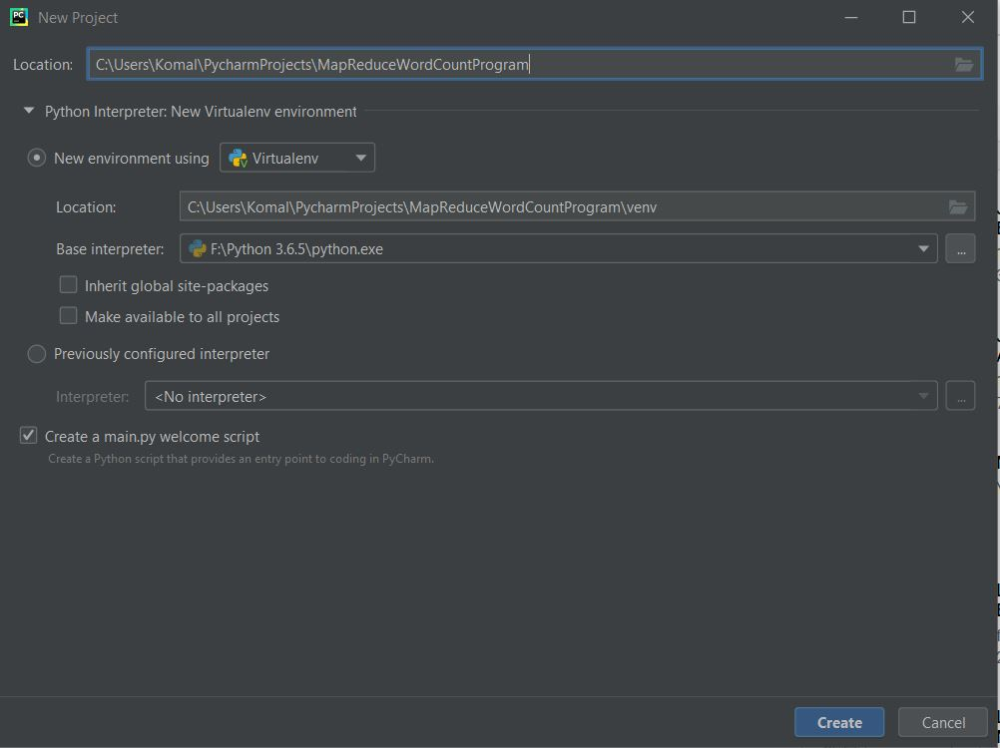 PC New Project
Location: C:\Users\Komal\PycharmProjects\MapReduceWordCountProgram
Python Interpreter: New Virtualenv environment
New environment using Virtualenv
Location: C:\Users\Komal\PycharmProjects\MapReduceWordCountProgram\venv
Base interpreter: F:\Python 3.6.5\python.exe ...
Inherit global site-packages
Make available to all projects
Previously configured interpreter
Interpreter: <No interpreter> ...
Create a main.py welcome script
Create a Python script that provides an entry point to coding in PyCharm.
Create Cancel